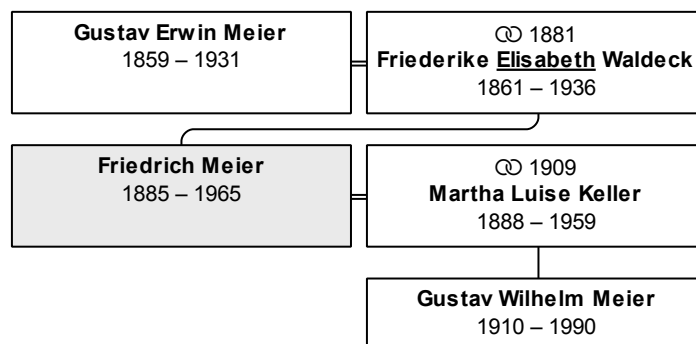 Gustav Erwin Meier
1859 – 1931
⚭ 1881
Friederike Elisabeth Waldeck
1861 – 1936
Friedrich Meier
1885 – 1965
⚭ 1909
Martha Luise Keller
1888 – 1959
Gustav Wilhelm Meier
1910 – 1990